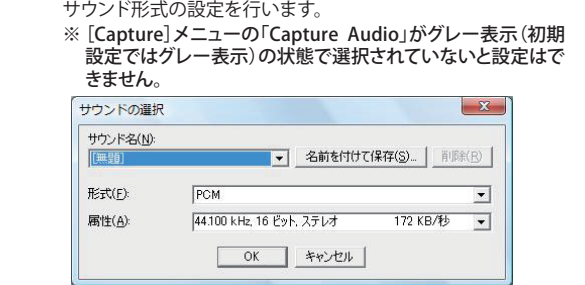 サウンド形式の設定を行います。
※ [Capture]メニューの「Capture Audio」がグレー表示(初期
設定ではグレー表示)の状態で選択されていないと設定はで
きません。
サウンドの選択
サウンド名(N):
[無題]
名前を付けて保存(S)...
削除(R)
形式(F):
PCM
属性(A):
44.100 kHz, 16 ビット, ステレオ 172 KB/秒
OK
キャンセル